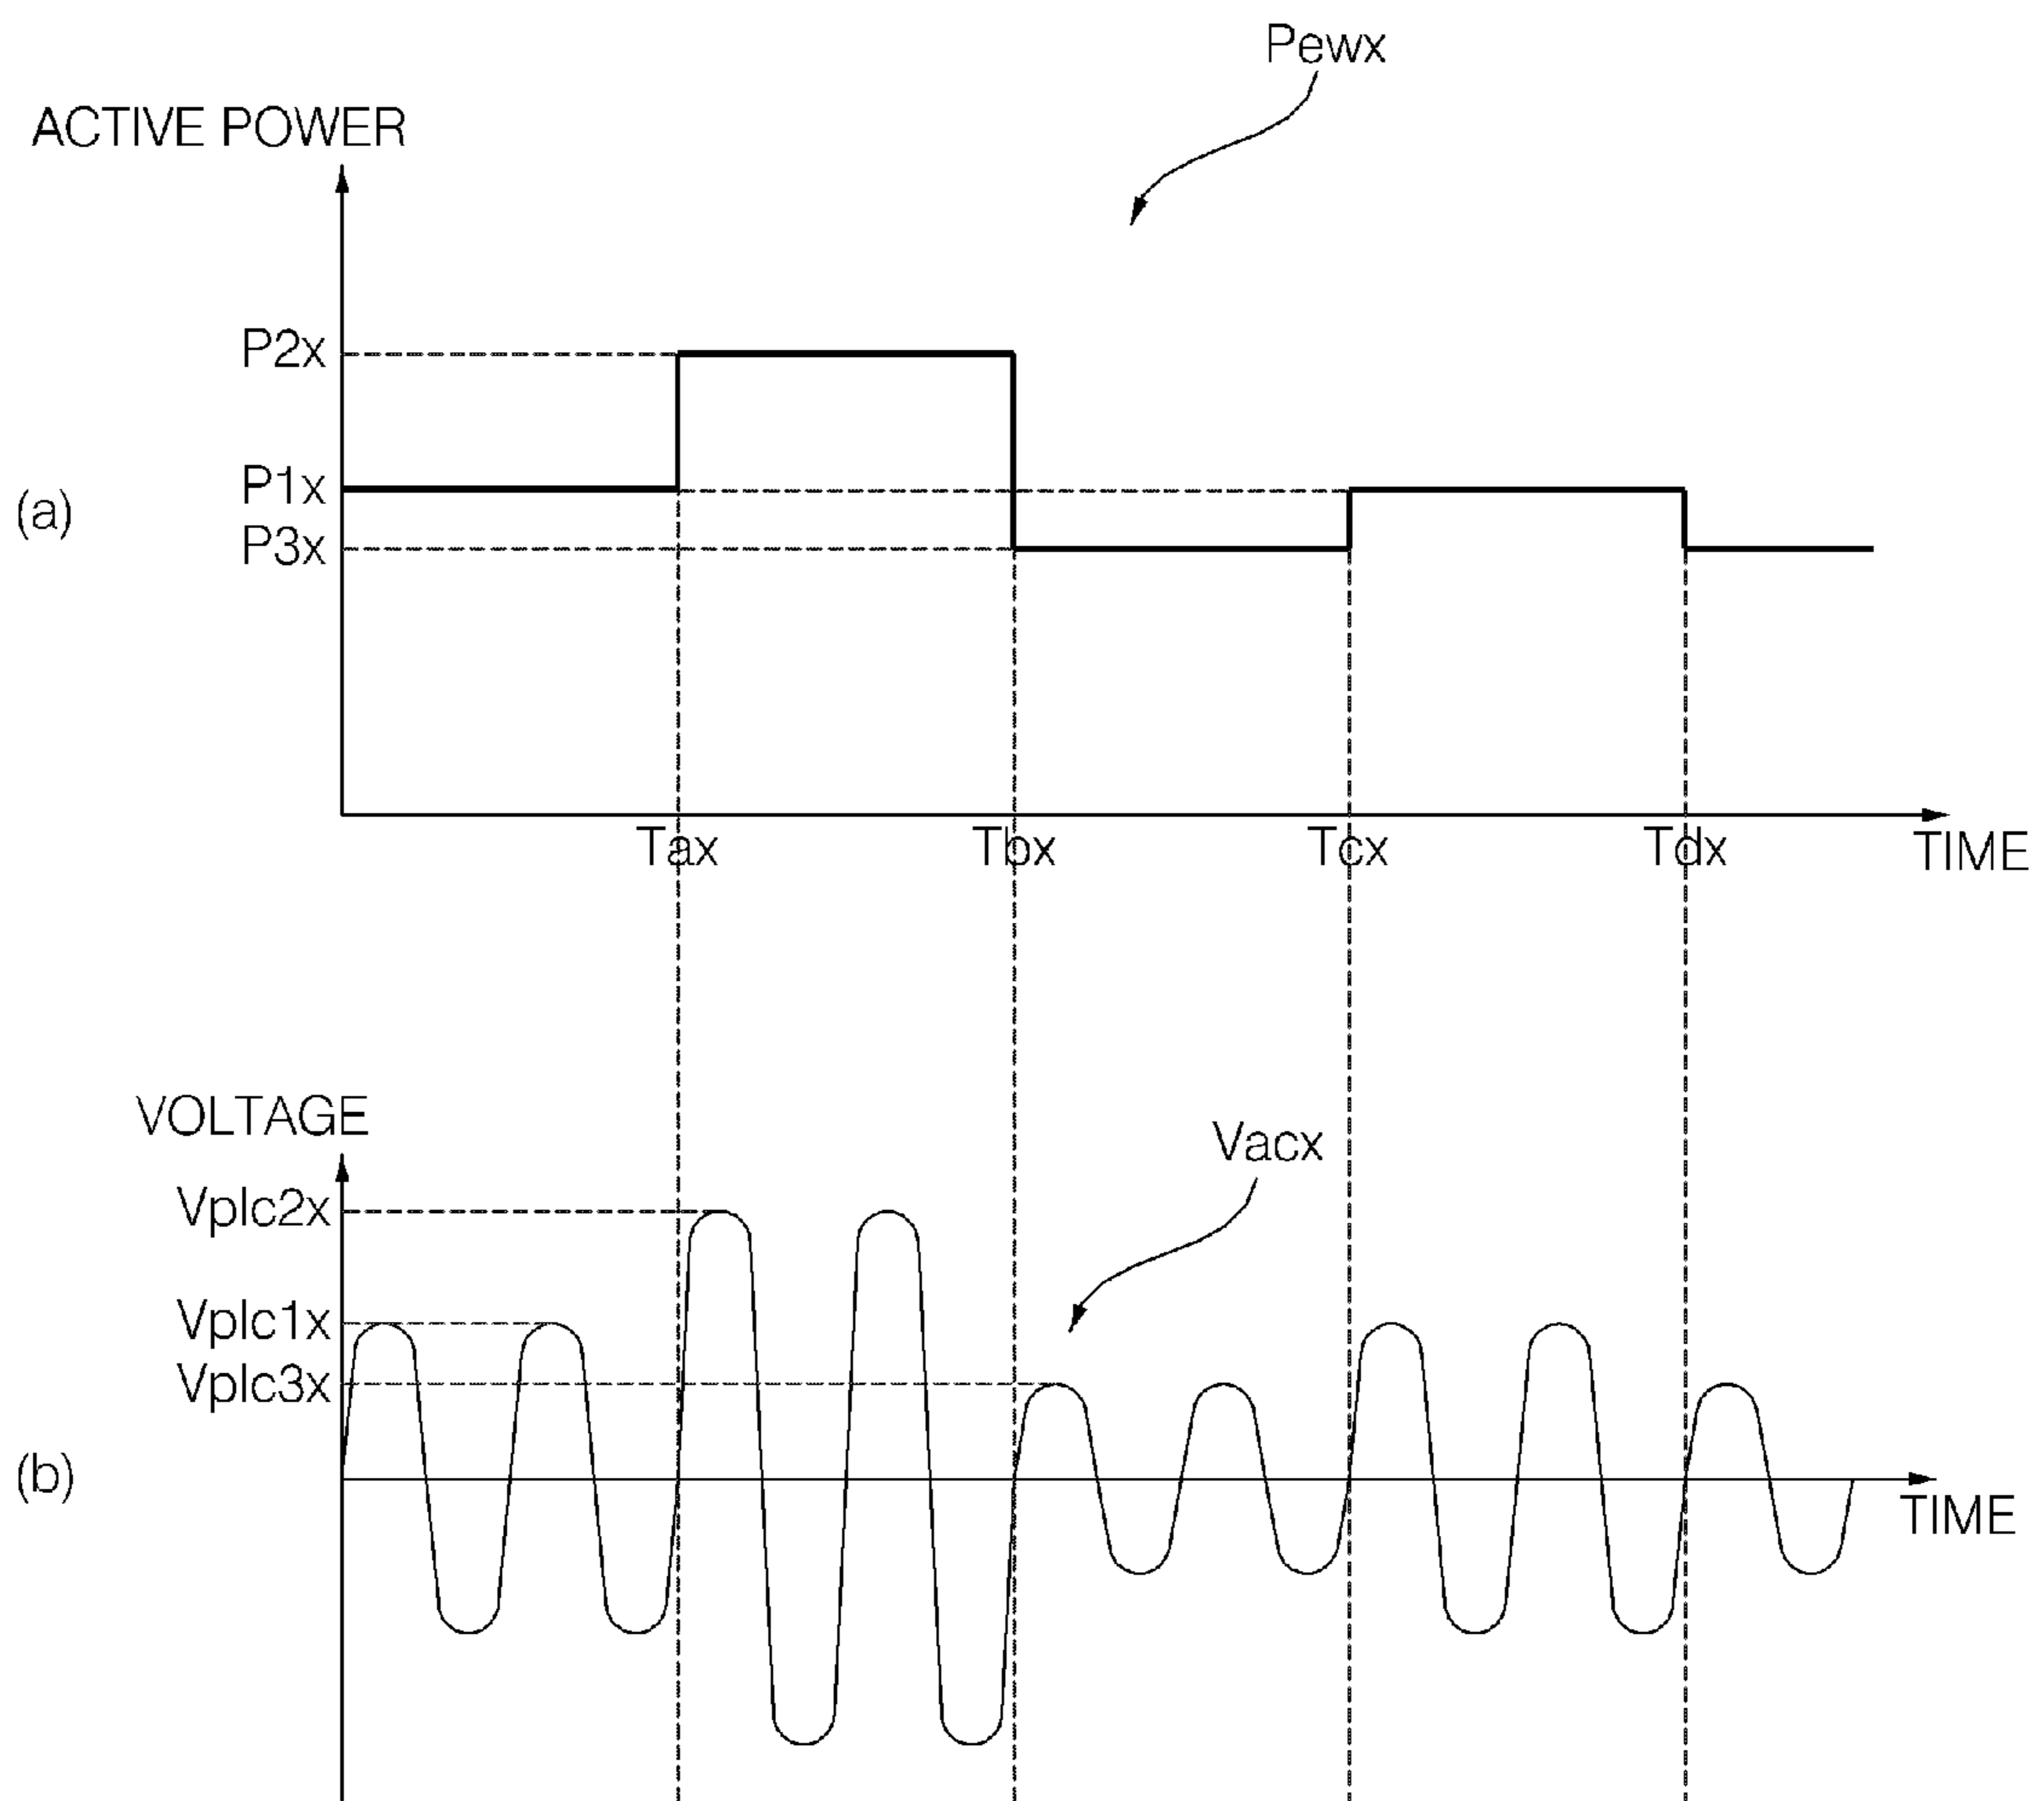 Pewx
ACTIVE POWER
P2x
P1x
(a)
P3x
Tax Tbx Tcx Tdx TIME
VOLTAGE
Vacx
Vplc2x
Vplc1x
Vplc3x
(b)
TIME